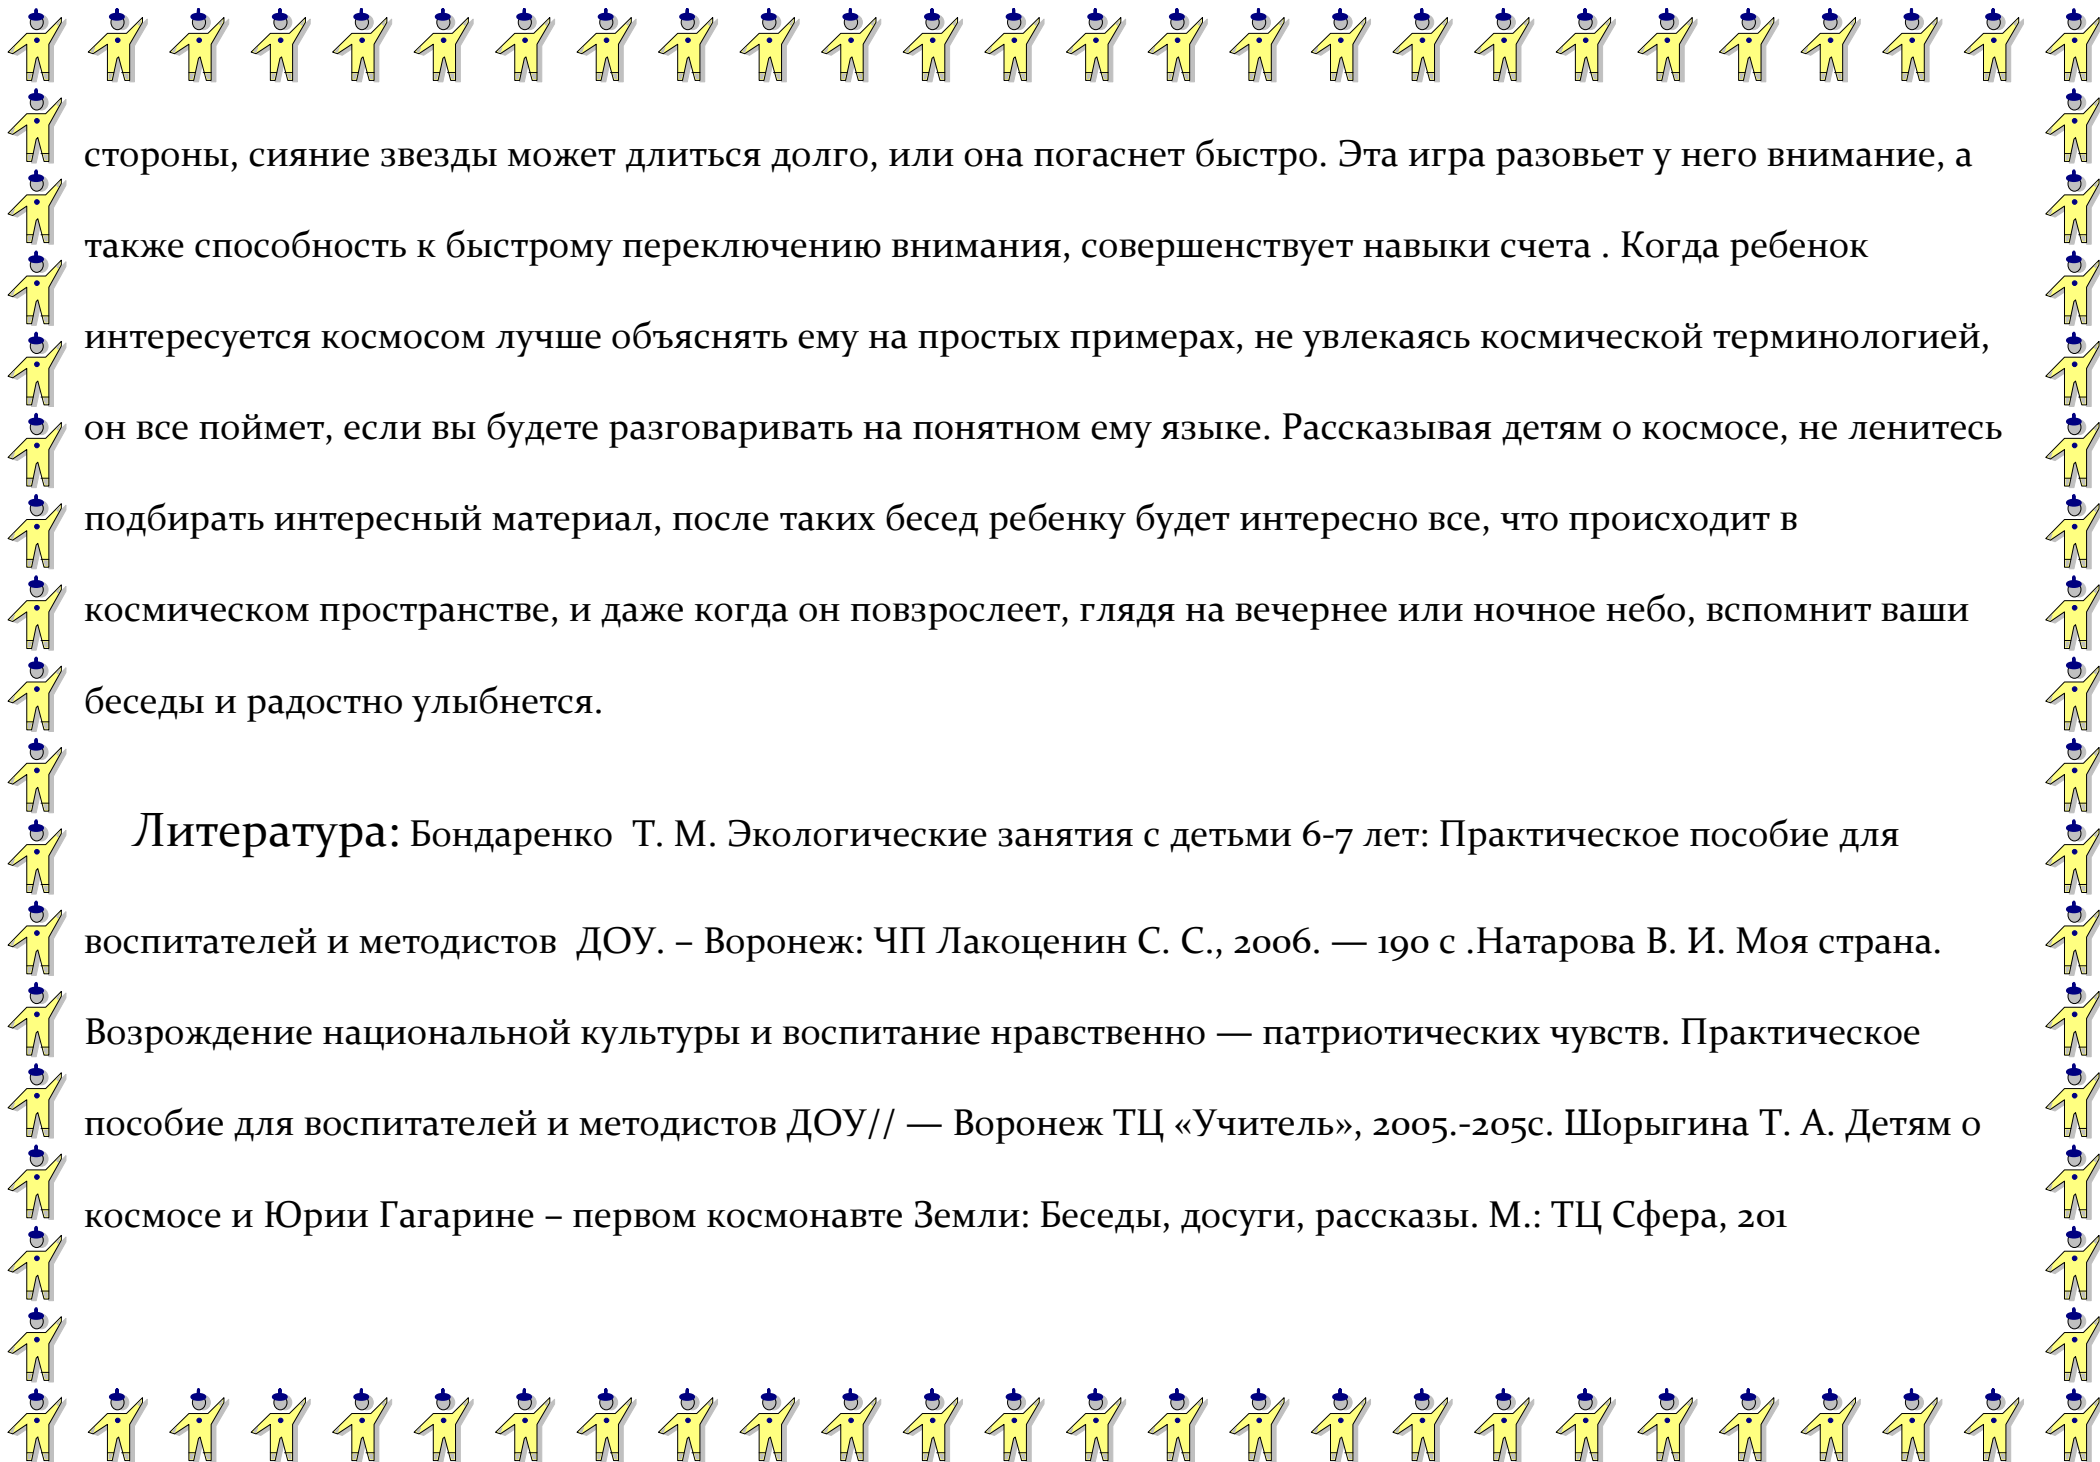 стороны, сияние звезды может длиться долго, или она погаснет быстро. Эта игра разовьет у него внимание, а
также способность к быстрому переключению внимания, совершенствует навыки счета . Когда ребенок
интересуется космосом лучше объяснять ему на простых примерах, не увлекаясь космической терминологией,
он все поймет, если вы будете разговаривать на понятном ему языке. Рассказывая детям о космосе, не ленитесь
подбирать интересный материал, после таких бесед ребенку будет интересно все, что происходит в
космическом пространстве, и даже когда он повзрослеет, глядя на вечернее или ночное небо, вспомнит ваши
беседы и радостно улыбнется.
Литература: Бондаренко  Т. М. Экологические занятия с детьми 6-7 лет: Практическое пособие для
воспитателей и методистов  ДОУ. – Воронеж: ЧП Лакоценин С. С., 2006. — 190 с .Натарова В. И. Моя страна.
Возрождение национальной культуры и воспитание нравственно — патриотических чувств. Практическое
пособие для воспитателей и методистов ДОУ// — Воронеж ТЦ «Учитель», 2005.-205с. Шорыгина Т. А. Детям о
космосе и Юрии Гагарине – первом космонавте Земли: Беседы, досуги, рассказы. М.: ТЦ Сфера, 201